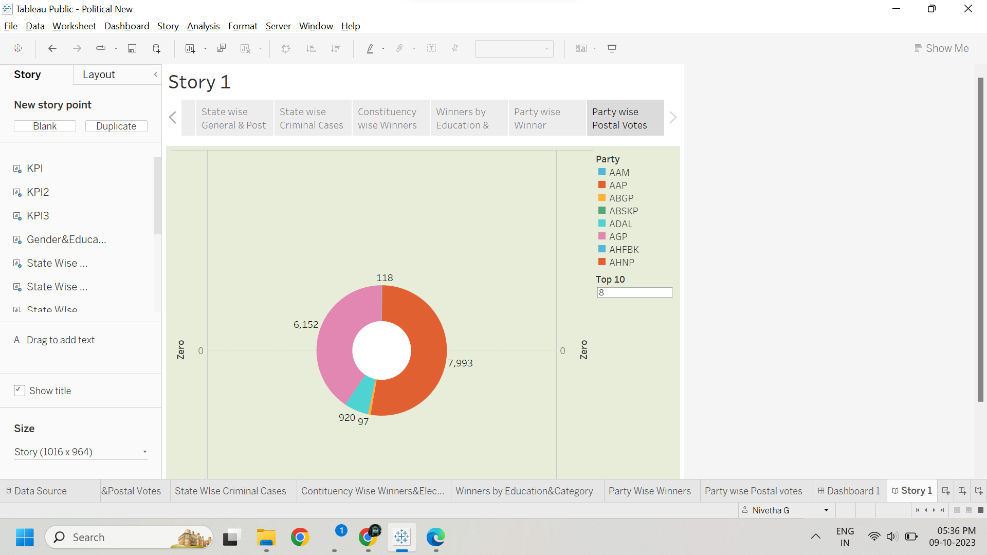 Tableau Public - Political New
File Data Worksheet Dashboard Story Analysis Format Server Window Help
Show Me
Story Layout
New story point
Blank Duplicate
KPI
KPI2
KPI3
Gender&Educa...
State Wise ...
State Wise ...
State WIse
A Drag to add text
Show title
Size
Story (1016 x 964)
Story 1
State wise General & Post
State wise Criminal Cases
Constituency wise Winners
Winners by Education &
Party wise Winner
Party wise Postal Votes
Party
AAM
AAP
ABGP
ABSKP
ADAL
AGP
AHFBK
AHNP
Top 10
8
118
6,152
7,993
920
97
Zero
0
0
Zero
Data Source &Postal Votes State WIse Criminal Cases Contituency Wise Winners&Elec... Winners by Education&Category Party Wise Winners Party wise Postal votes Dashboard 1 Story 1
Nivetha G
Search
1
ENG
IN
05:36 PM
09-10-2023